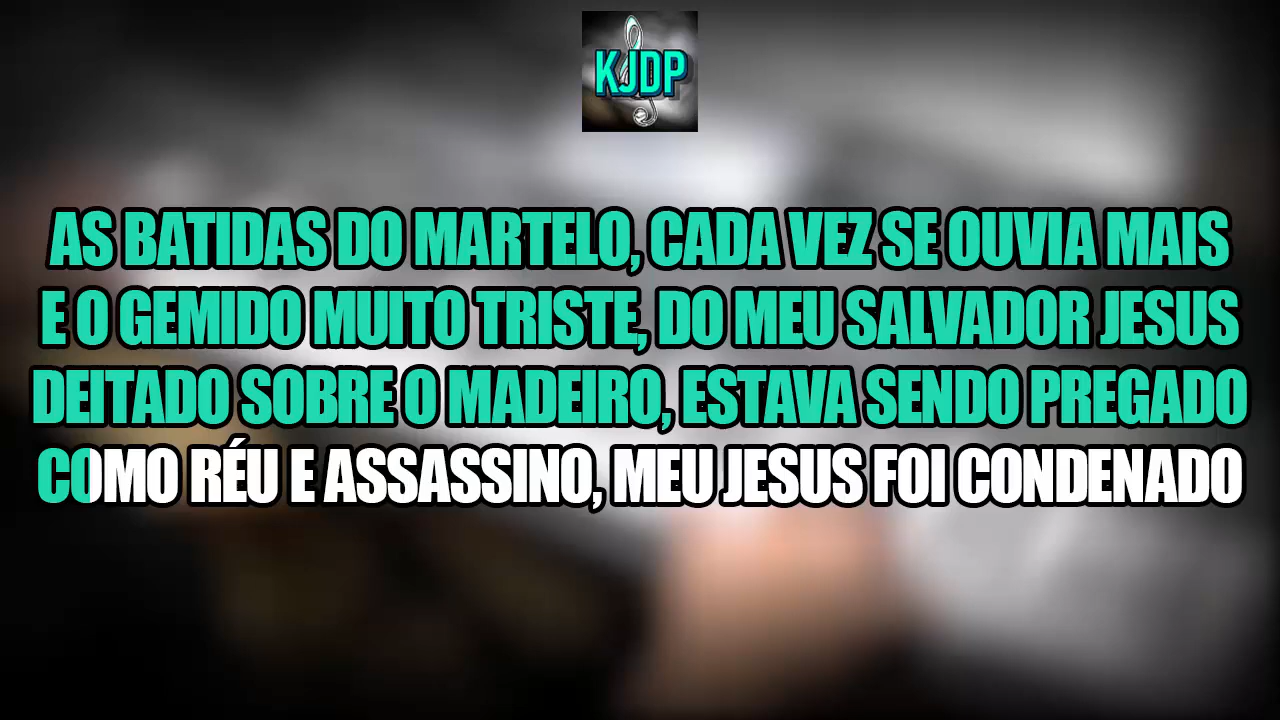 KJDP
AS BATIDAS DO MARTELO, CADA VEZ SE OUVIA MAIS
E O GEMIDO MUITO TRISTE, DO MEU SALVADOR JESUS
DEITADO SOBRE O MADEIRO, ESTAVA SENDO PREGADO
COMO RÉU E ASSASSINO, MEU JESUS FOI CONDENADO